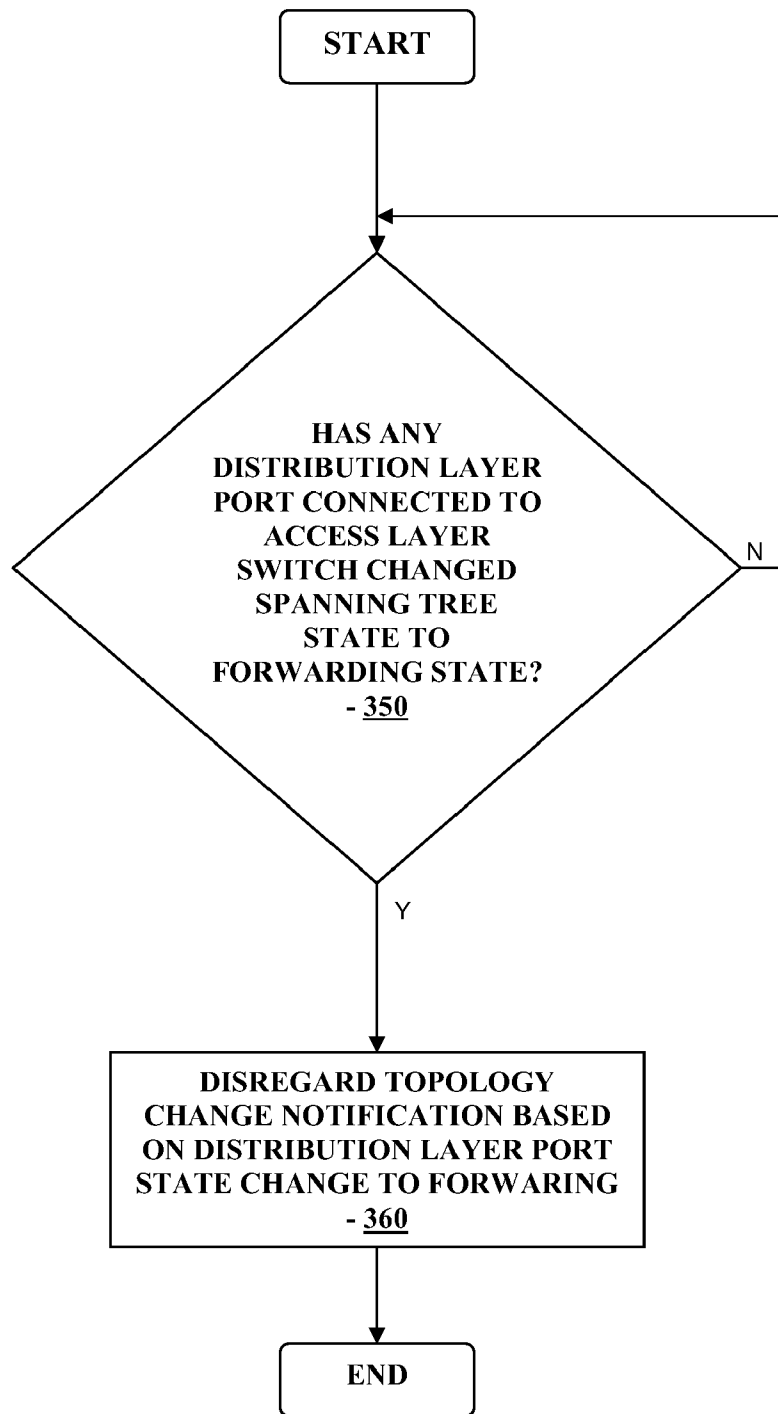 START
HAS ANY
DISTRIBUTION LAYER
PORT CONNECTED TO
ACCESS LAYER
SWITCH CHANGED
SPANNING TREE
STATE TO
FORWARDING STATE?
- 350
N
Y
DISREGARD TOPOLOGY
CHANGE NOTIFICATION BASED
ON DISTRIBUTION LAYER PORT
STATE CHANGE TO FORWARING
- 360
END